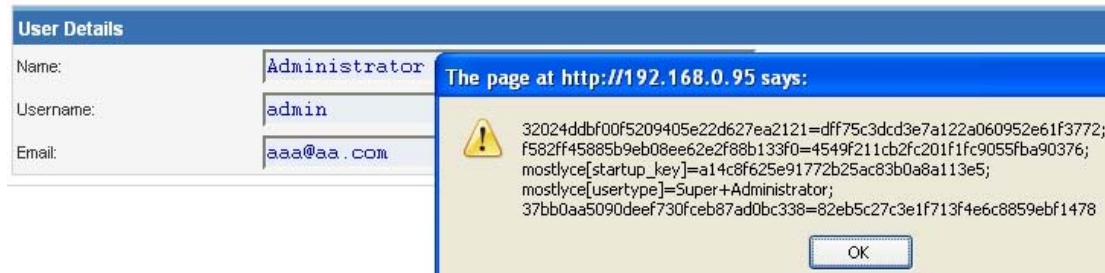 User Details
Name: Administrator
Username: admin
Email: aaa@aa.com
The page at http://192.168.0.95 says:
32024ddbf00f5209405e22d627ea2121=dff75c3dcd3e7a122a060952e61f3772;
f582ff45885b9eb08ee62e2f88b133f0=4549f211cb2fc201f1fc9055fba90376;
mostlyce[startup_key]=a14c8f625e91772b25ac83b0a8a113e5;
mostlyce[usertype]=Super+Administrator;
37bb0aa5090deef730fceb87ad0bc338=82eb5c27c3e1f713f4e6c8859ebf1478
OK